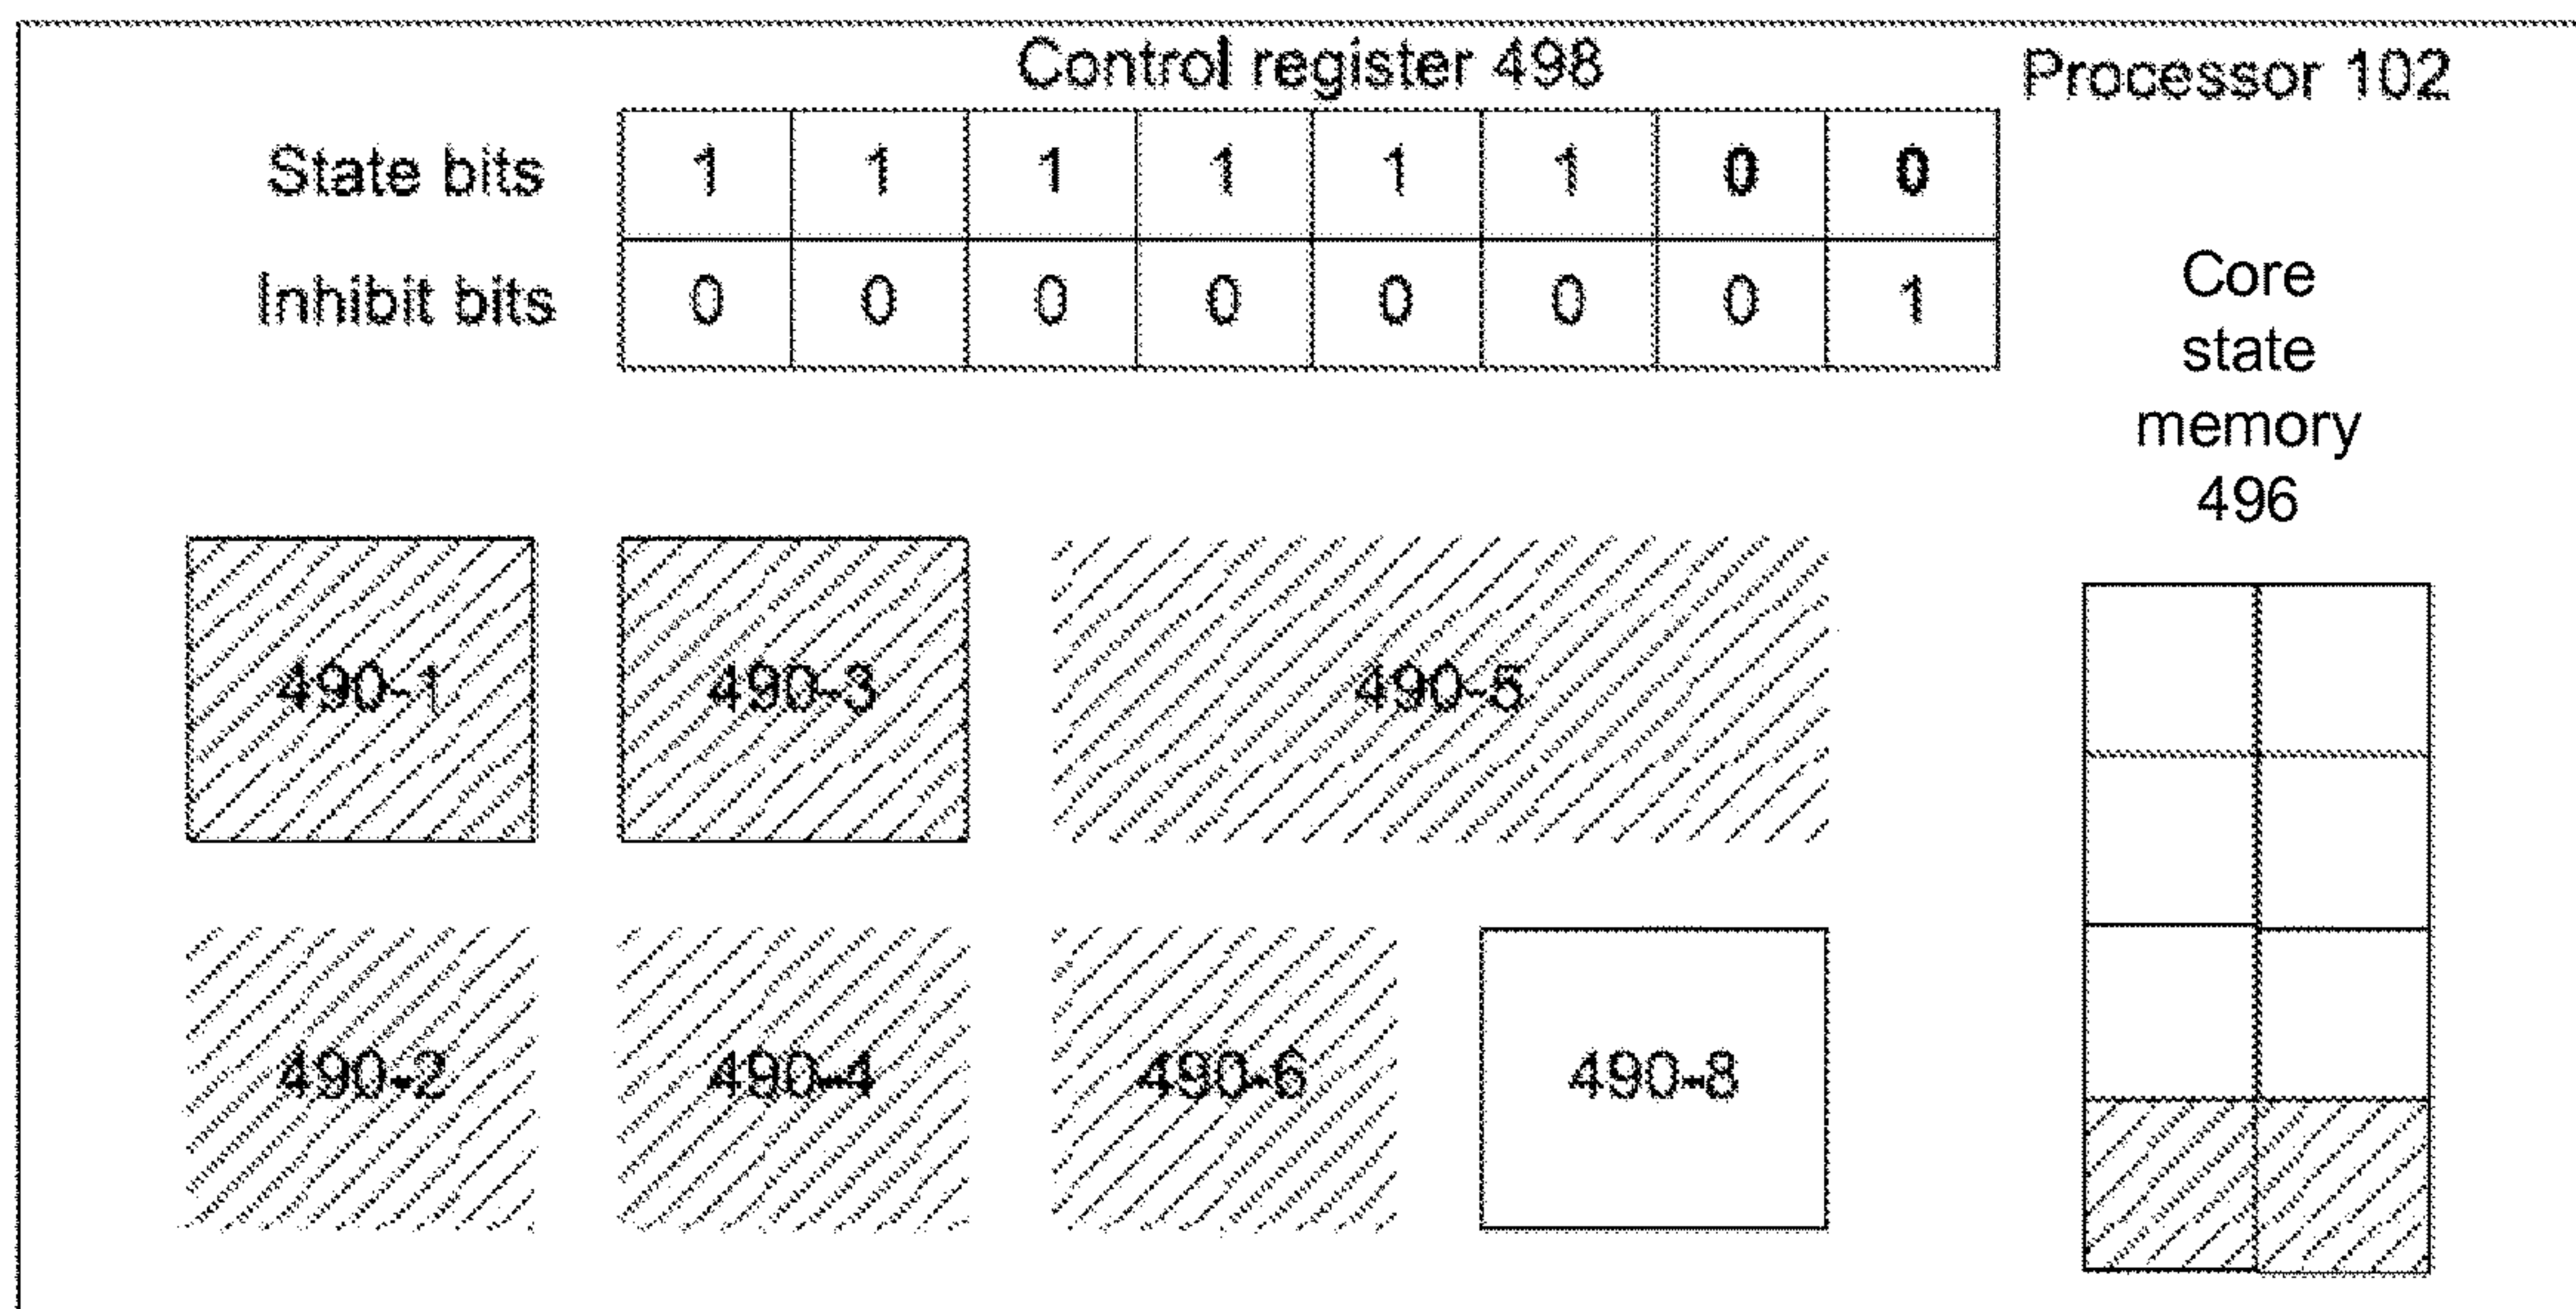 Control register 498
Processor 102
State bits 1 1 1 1 1 1 0 0
Inhibit bits 0 0 0 0 0 0 0 1
Core
state
memory
496
490-1 490-3 490-5
490-2 490-4 490-6 490-8